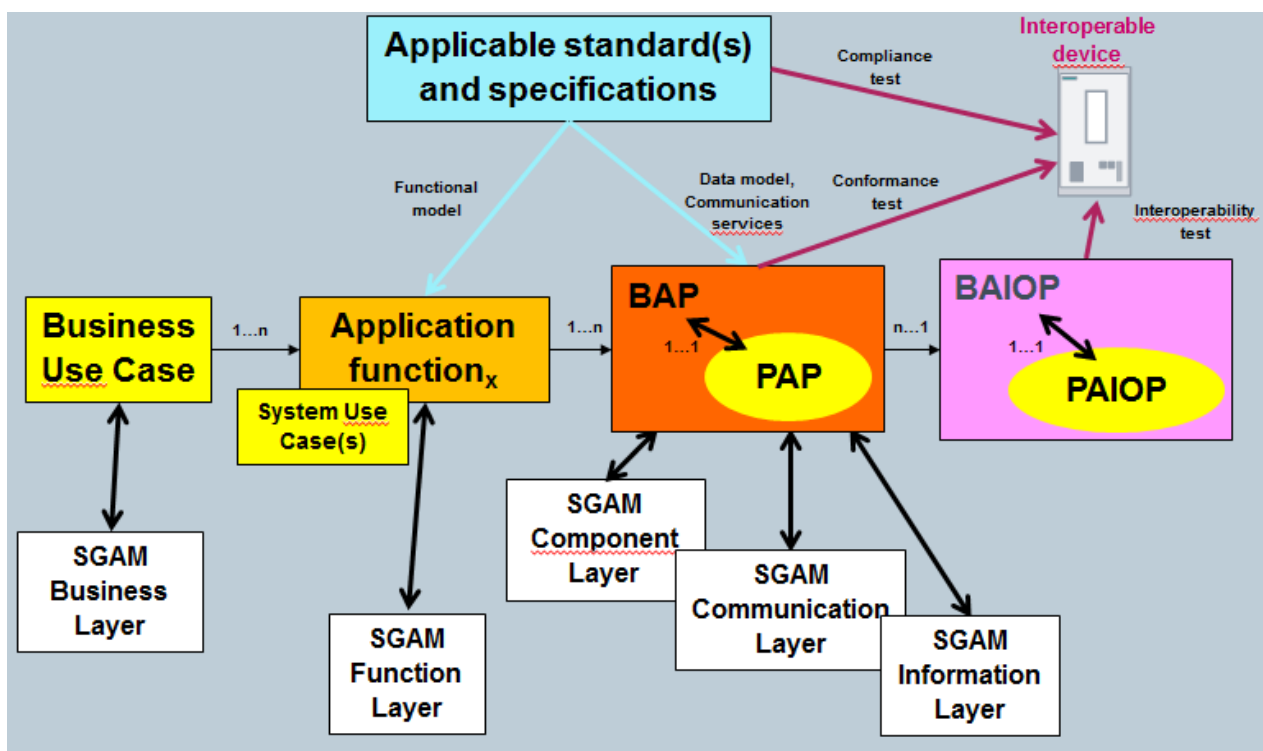 Applicable standard(s)
and specifications
Interoperable
device
Compliance
test
Functional
model
Data model,
Communication
services
Conformance
test
Interoperability
test
Business
Use Case
1...n
Application
functionx
System Use
Case(s)
1...n
BAP
1...1
PAP
n...1
BAIOP
1...1
PAIOP
SGAM
Business
Layer
SGAM
Function
Layer
SGAM
Component
Layer
SGAM
Communication
Layer
SGAM
Information
Layer